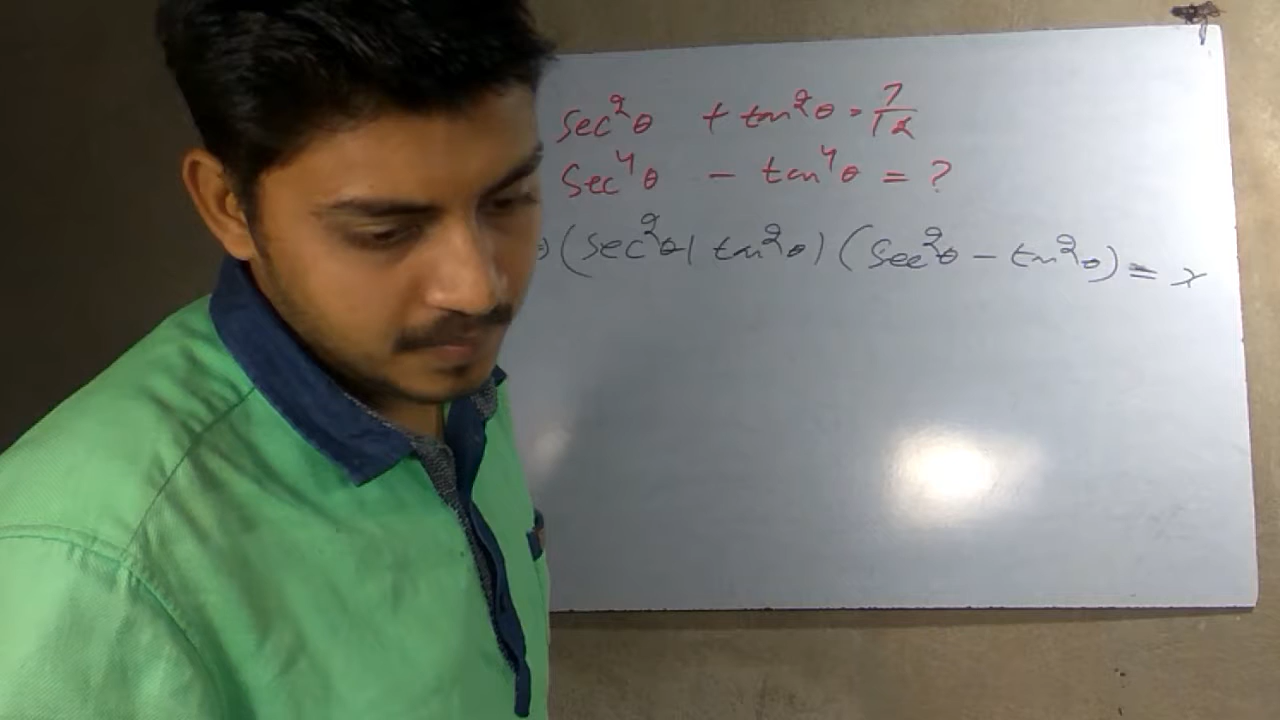 sec²θ + tan²θ = 7/12
sec⁴θ - tan⁴θ = ?
⇒ (sec²θ + tan²θ) (sec²θ - tan²θ) = x